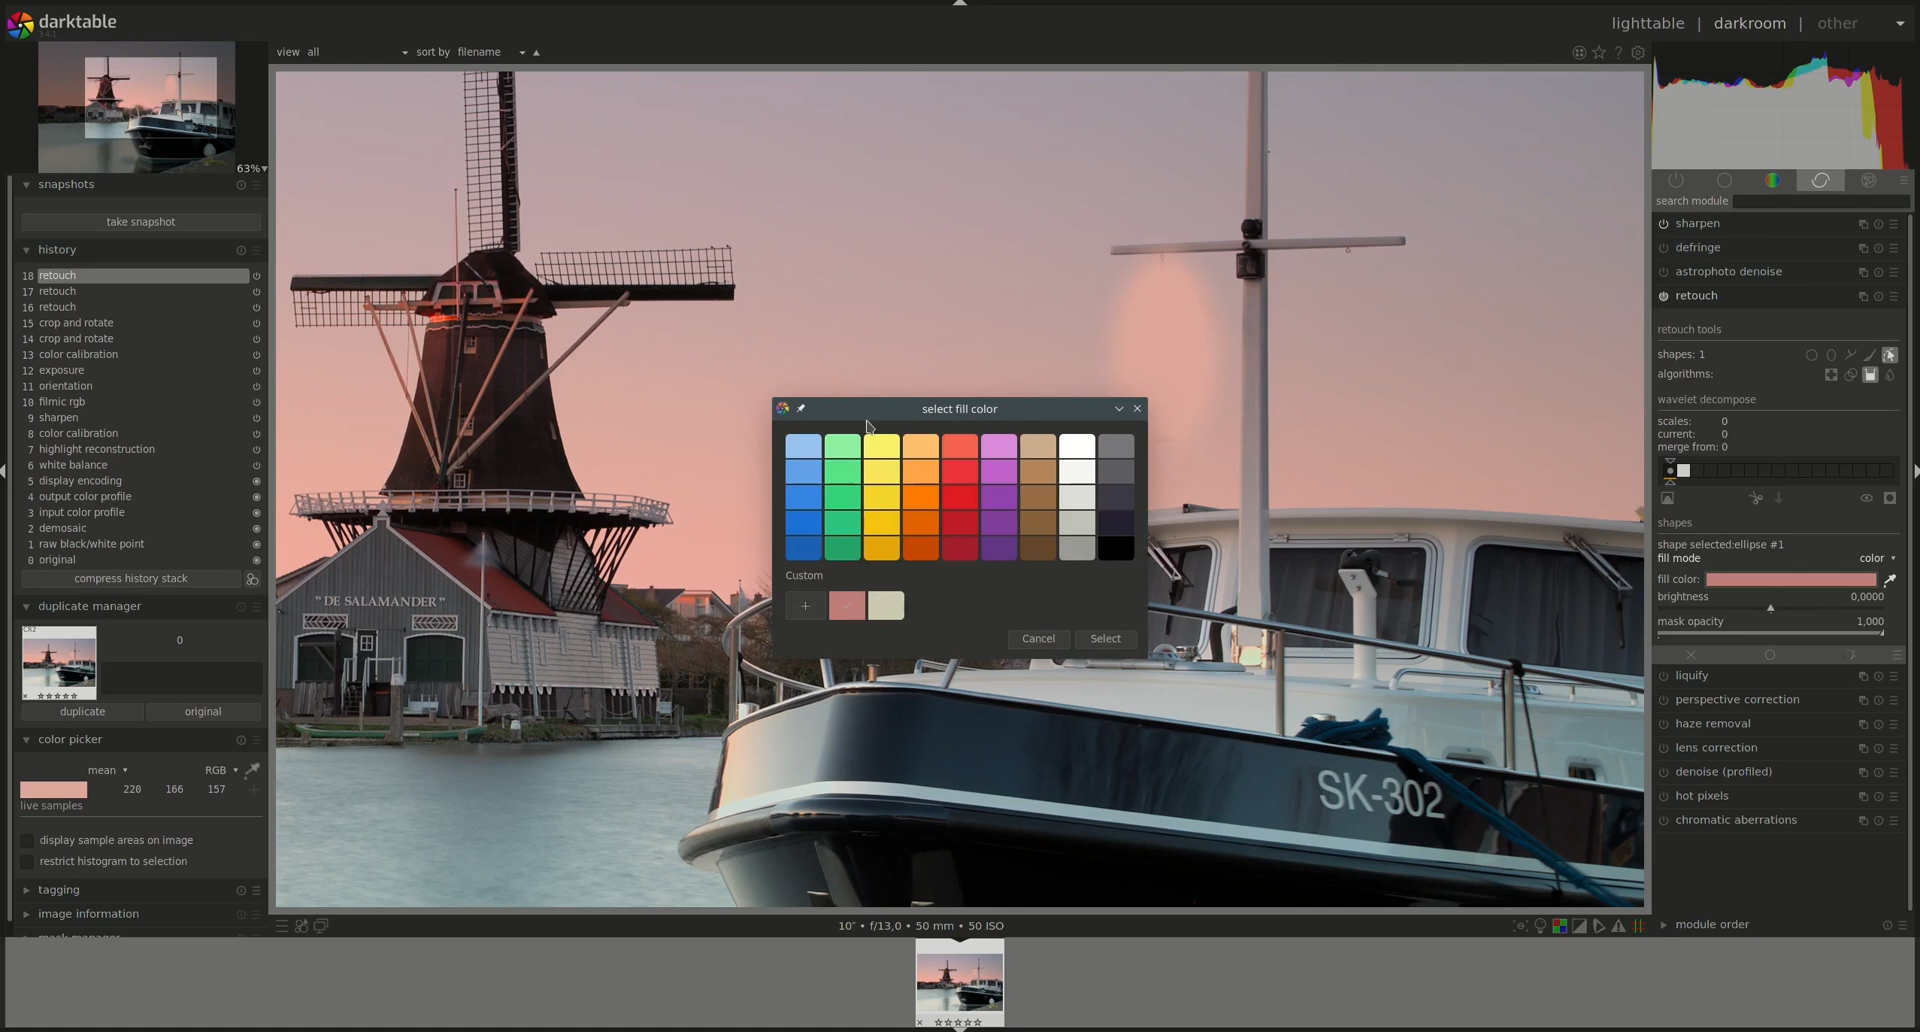 darktable
3.4.1
lighttable | darkroom | other
view all sort by filename
63%
snapshots
take snapshot
history
18 retouch
17 retouch
16 retouch
15 crop and rotate
14 crop and rotate
13 color calibration
12 exposure
11 orientation
10 filmic rgb
9 sharpen
8 color calibration
7 highlight reconstruction
6 white balance
5 display encoding
4 output color profile
3 input color profile
2 demosaic
1 raw black/white point
0 original
compress history stack
duplicate manager
CR2
0
duplicate original
color picker
mean RGB
220 166 157
live samples
display sample areas on image
restrict histogram to selection
tagging
image information
mask manager
"DE SALAMANDER"
SK-302
select fill color
Custom
+
Cancel Select
10" • f/13,0 • 50 mm • 50 ISO
search module
sharpen
defringe
astrophoto denoise
retouch
retouch tools
shapes: 1
algorithms:
wavelet decompose
scales: 0
current: 0
merge from: 0
shapes
shape selected:ellipse #1
fill mode color
fill color:
brightness 0,0000
mask opacity 1,000
liquify
perspective correction
haze removal
lens correction
denoise (profiled)
hot pixels
chromatic aberrations
module order